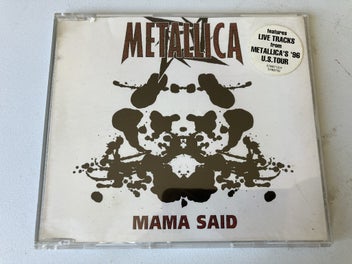 METALLICA
features
LIVE TRACKS
from
METALLICA'S '96
U.S.TOUR
MAMA SAID